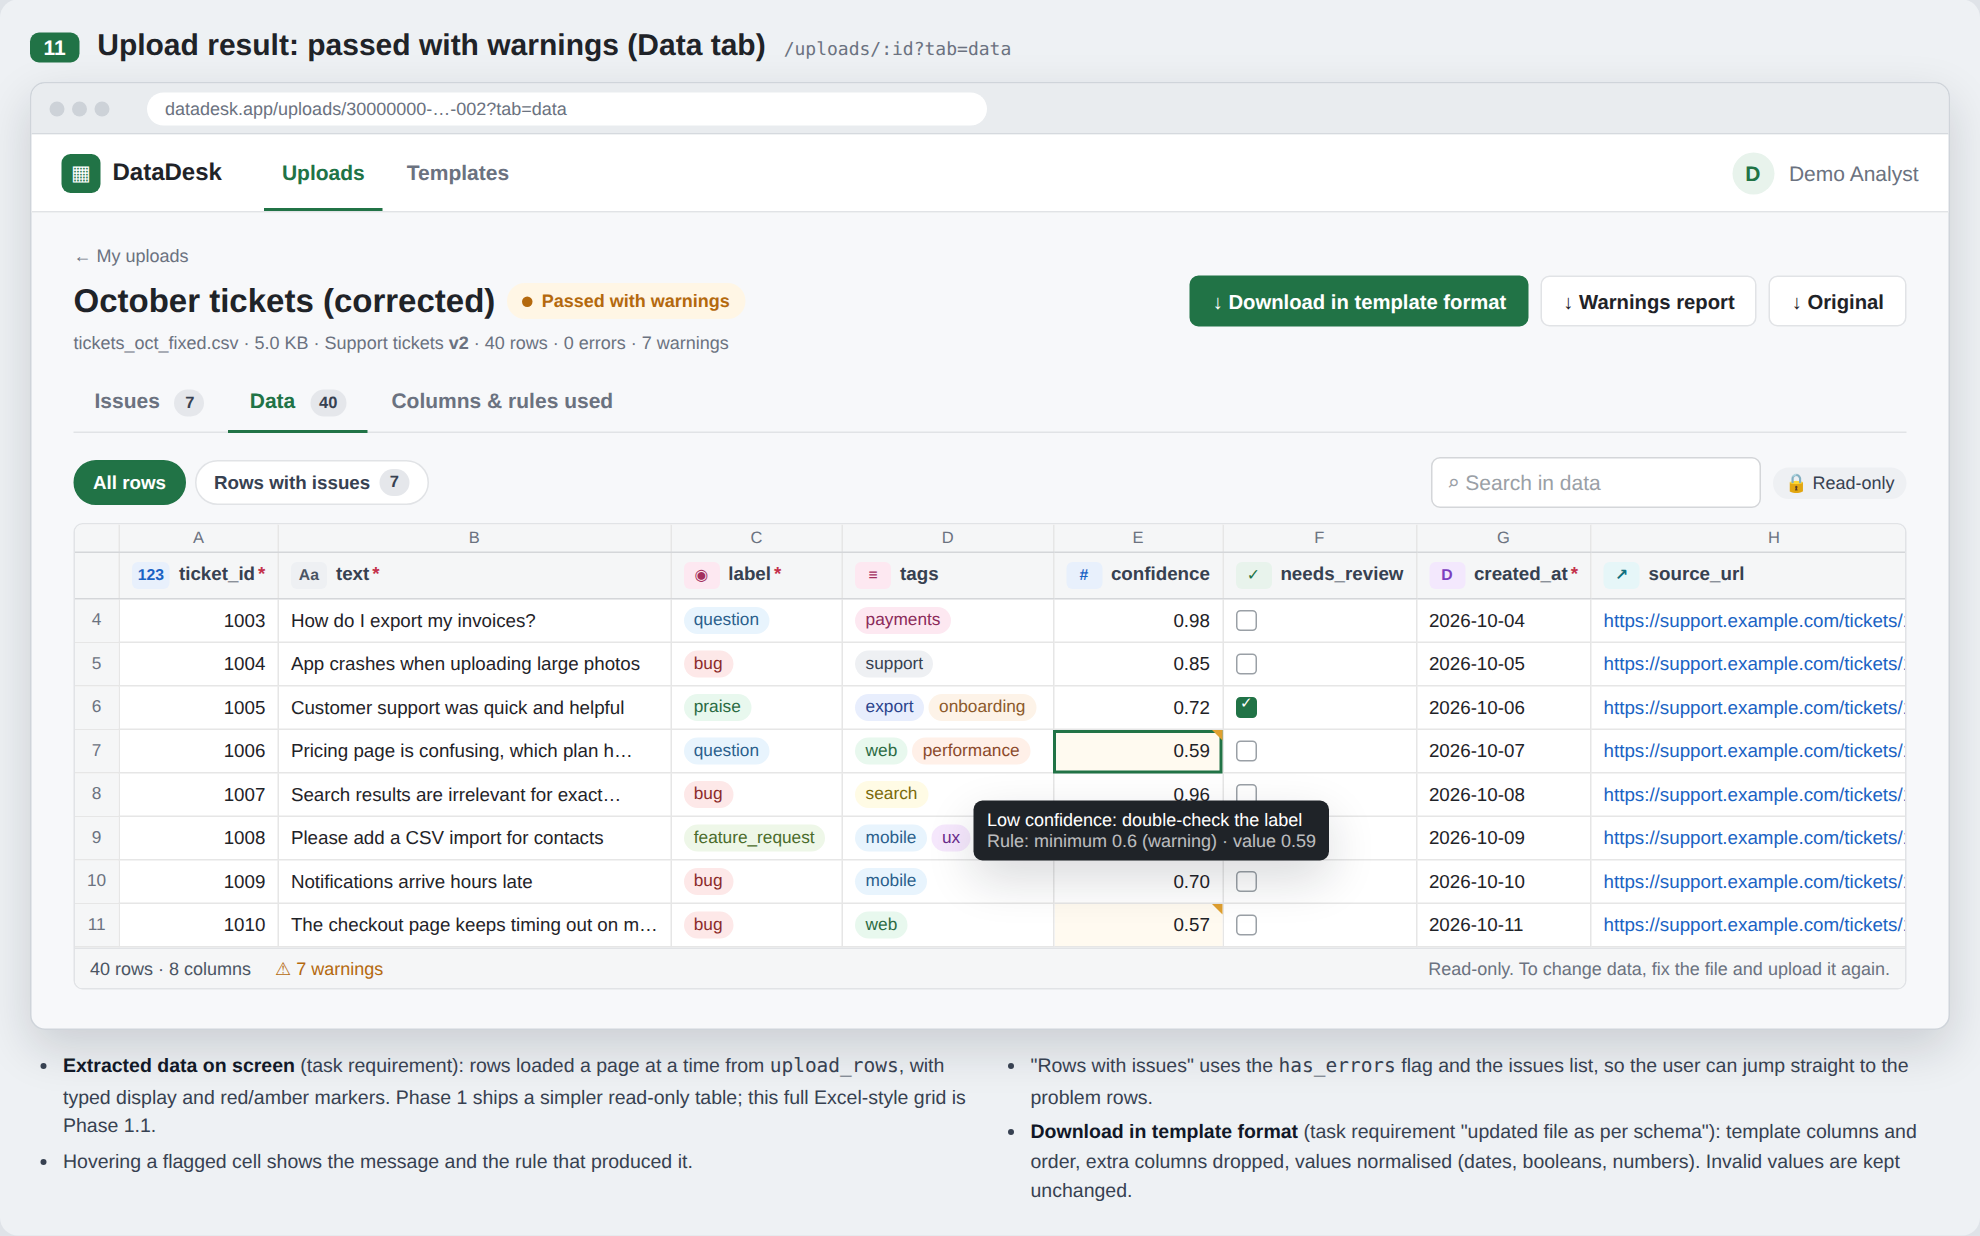 11 Upload result: passed with warnings (Data tab) /uploads/:id?tab=data
datadesk.app/uploads/30000000-…-002?tab=data
DataDesk Uploads Templates D Demo Analyst
← My uploads
October tickets (corrected) Passed with warnings ↓ Download in template format ↓ Warnings report ↓ Original
tickets_oct_fixed.csv · 5.0 KB · Support tickets v2 · 40 rows · 0 errors · 7 warnings
Issues 7 Data 40 Columns & rules used
All rows Rows with issues 7 Search in data 🔒 Read-only
A B C D E F G H
123 ticket_id * Aa text * ◉ label * ≡ tags # confidence ✓ needs_review D created_at * ↗ source_url
4 1003 How do I export my invoices? question payments 0.98 2026-10-04 https://support.example.com/tickets/
5 1004 App crashes when uploading large photos bug support 0.85 2026-10-05 https://support.example.com/tickets/
6 1005 Customer support was quick and helpful praise export onboarding 0.72 ✓ 2026-10-06 https://support.example.com/tickets/
7 1006 Pricing page is confusing, which plan h… question web performance 0.59 2026-10-07 https://support.example.com/tickets/
8 1007 Search results are irrelevant for exact… bug search 0.96 2026-10-08 https://support.example.com/tickets/
Low confidence: double-check the label
Rule: minimum 0.6 (warning) · value 0.59
9 1008 Please add a CSV import for contacts feature_request mobile ux 2026-10-09 https://support.example.com/tickets/
10 1009 Notifications arrive hours late bug mobile 0.70 2026-10-10 https://support.example.com/tickets/
11 1010 The checkout page keeps timing out on m… bug web 0.57 2026-10-11 https://support.example.com/tickets/
40 rows · 8 columns ⚠ 7 warnings Read-only. To change data, fix the file and upload it again.
• Extracted data on screen (task requirement): rows loaded a page at a time from upload_rows, with
typed display and red/amber markers. Phase 1 ships a simpler read-only table; this full Excel-style grid is
Phase 1.1.
• Hovering a flagged cell shows the message and the rule that produced it.
• "Rows with issues" uses the has_errors flag and the issues list, so the user can jump straight to the
problem rows.
• Download in template format (task requirement "updated file as per schema"): template columns and
order, extra columns dropped, values normalised (dates, booleans, numbers). Invalid values are kept
unchanged.